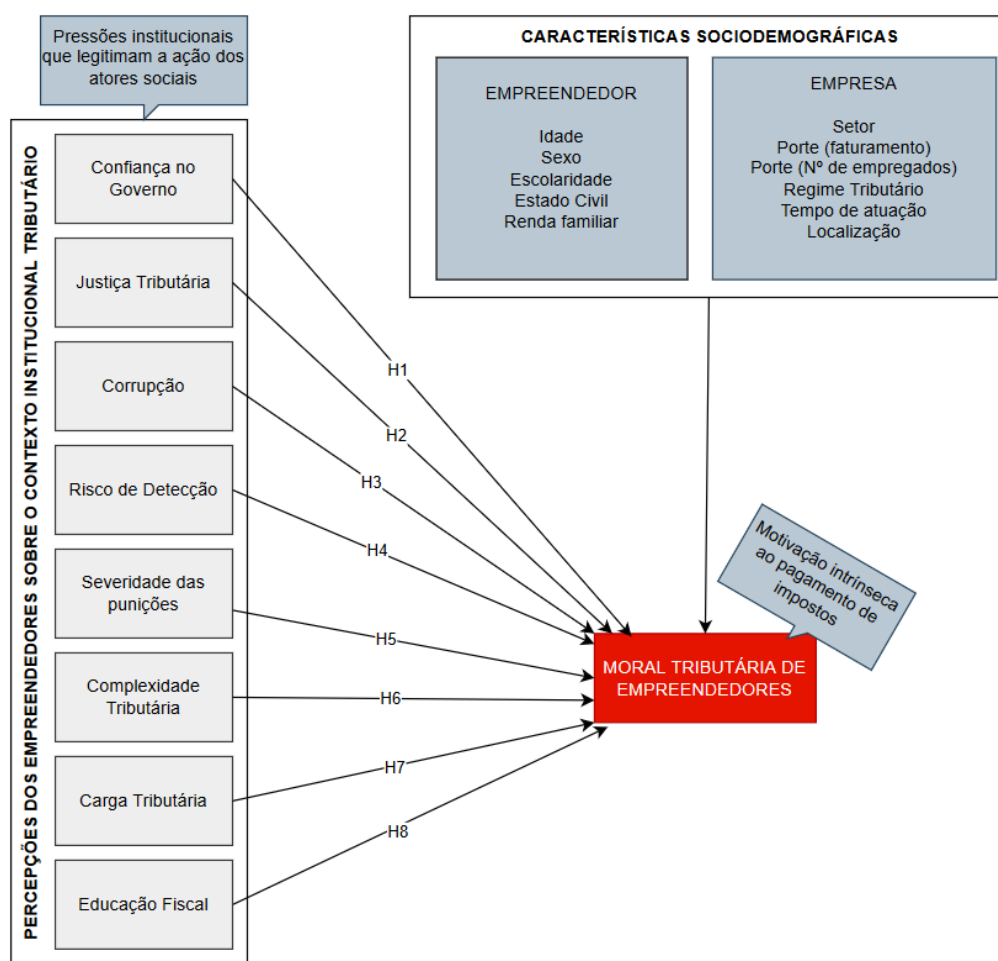 Pressões institucionais
que legitimam a ação dos
atores sociais
PERCEPÇÕES DOS EMPREENDEDORES SOBRE O CONTEXTO INSTITUCIONAL TRIBUTÁRIO
Confiança no
Governo
Justiça Tributária
Corrupção
Risco de Detecção
Severidade das
punições
Complexidade
Tributária
Carga Tributária
Educação Fiscal
H1
H2
H3
H4
H5
H6
H7
H8
CARACTERÍSTICAS SOCIODEMOGRÁFICAS
EMPREENDEDOR
Idade
Sexo
Escolaridade
Estado Civil
Renda familiar
EMPRESA
Setor
Porte (faturamento)
Porte (Nº de empregados)
Regime Tributário
Tempo de atuação
Localização
Motivação intrínseca
ao pagamento de
impostos
MORAL TRIBUTÁRIA DE
EMPREENDEDORES